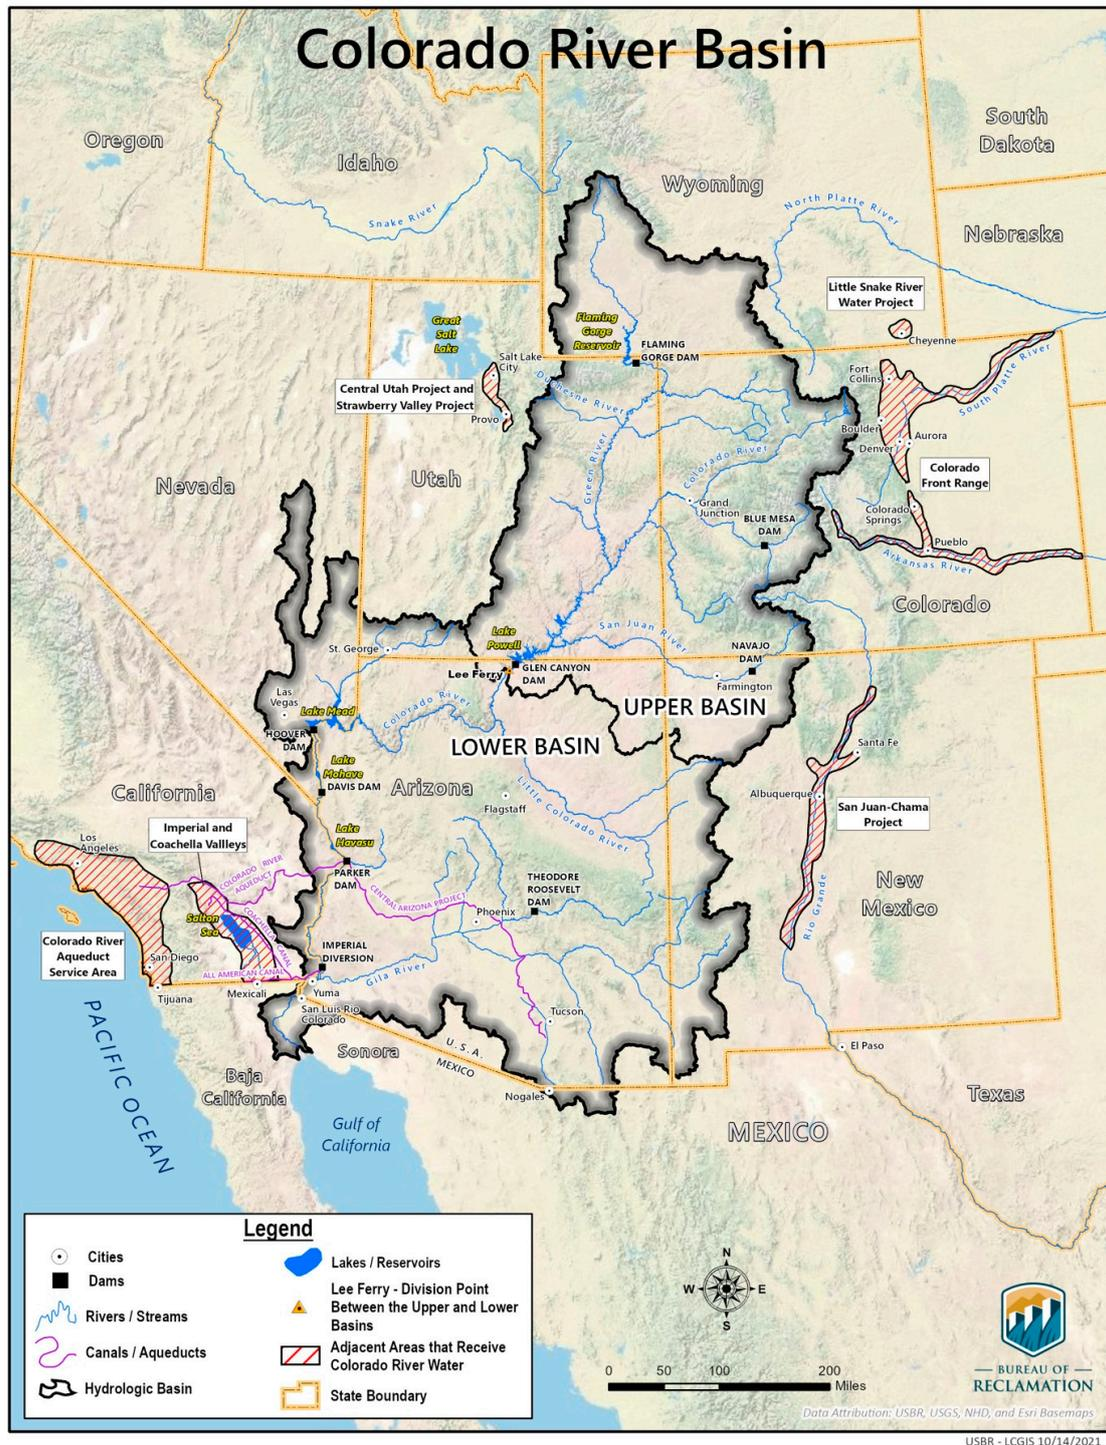 Colorado River Basin
Oregon
Idaho
Wyoming
South
Dakota
Nebraska
Snake River
North Platte River
Little Snake River
Water Project
Cheyenne
Great
Salt
Lake
Flaming
Gorge
Reservoir
FLAMING
GORGE DAM
Salt Lake
City
Central Utah Project and
Strawberry Valley Project
Provo
Duchesne River
Fort
Collins
South Platte River
Boulder
Denver
Aurora
Colorado
Front Range
Nevada
Utah
Green River
Colorado River
Grand
Junction
BLUE MESA
DAM
Colorado
Springs
Pueblo
Arkansas River
Colorado
St. George
Lake
Powell
San Juan River
NAVAJO
DAM
Lee Ferry
GLEN CANYON
DAM
Farmington
UPPER BASIN
LOWER BASIN
Las
Vegas
Lake Mead
Colorado River
HOOVER
DAM
Lake
Mohave
DAVIS DAM
Arizona
Flagstaff
Little Colorado River
Santa Fe
Albuquerque
San Juan-Chama
Project
California
Imperial and
Coachella Vallleys
Los
Angeles
Lake
Havasu
COLORADO RIVER
AQUEDUCT
PARKER
DAM
CENTRAL ARIZONA PROJECT
THEODORE
ROOSEVELT
DAM
Phoenix
New
Mexico
Rio Grande
Salton
Sea
COACHELLA CANAL
Colorado River
Aqueduct
Service Area
San Diego
ALL AMERICAN CANAL
IMPERIAL
DIVERSION
Gila River
Tijuana
Mexicali
Yuma
San Luis Rio
Colorado
Tucson
U.S.A.
MEXICO
Sonora
Baja
California
Nogales
El Paso
Texas
MEXICO
PACIFIC OCEAN
Gulf of
California
Legend
Cities
Dams
Rivers / Streams
Canals / Aqueducts
Hydrologic Basin
Lakes / Reservoirs
Lee Ferry - Division Point
Between the Upper and Lower
Basins
Adjacent Areas that Receive
Colorado River Water
State Boundary
N
W
E
S
0
50
100
200
Miles
BUREAU OF
RECLAMATION
Data Attribution: USBR, USGS, NHD, and Esri Basemaps
USBR - LCGIS 10/14/2021